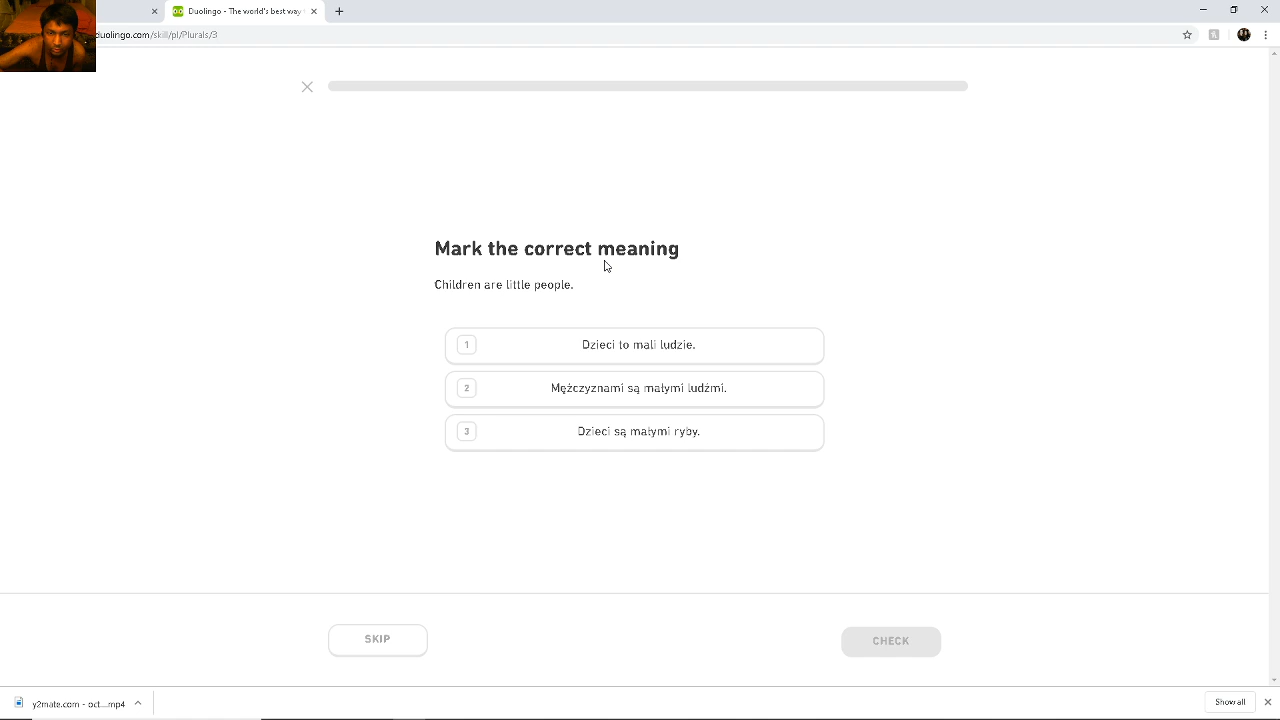 Duolingo - The world's best way t
duolingo.com/skill/pl/Plurals/3
Mark the correct meaning
Children are little people.
1 Dzieci to mali ludzie.
2 Mężczyznami są małymi ludźmi.
3 Dzieci są małymi ryby.
SKIP
CHECK
y2mate.com - oct....mp4
Show all